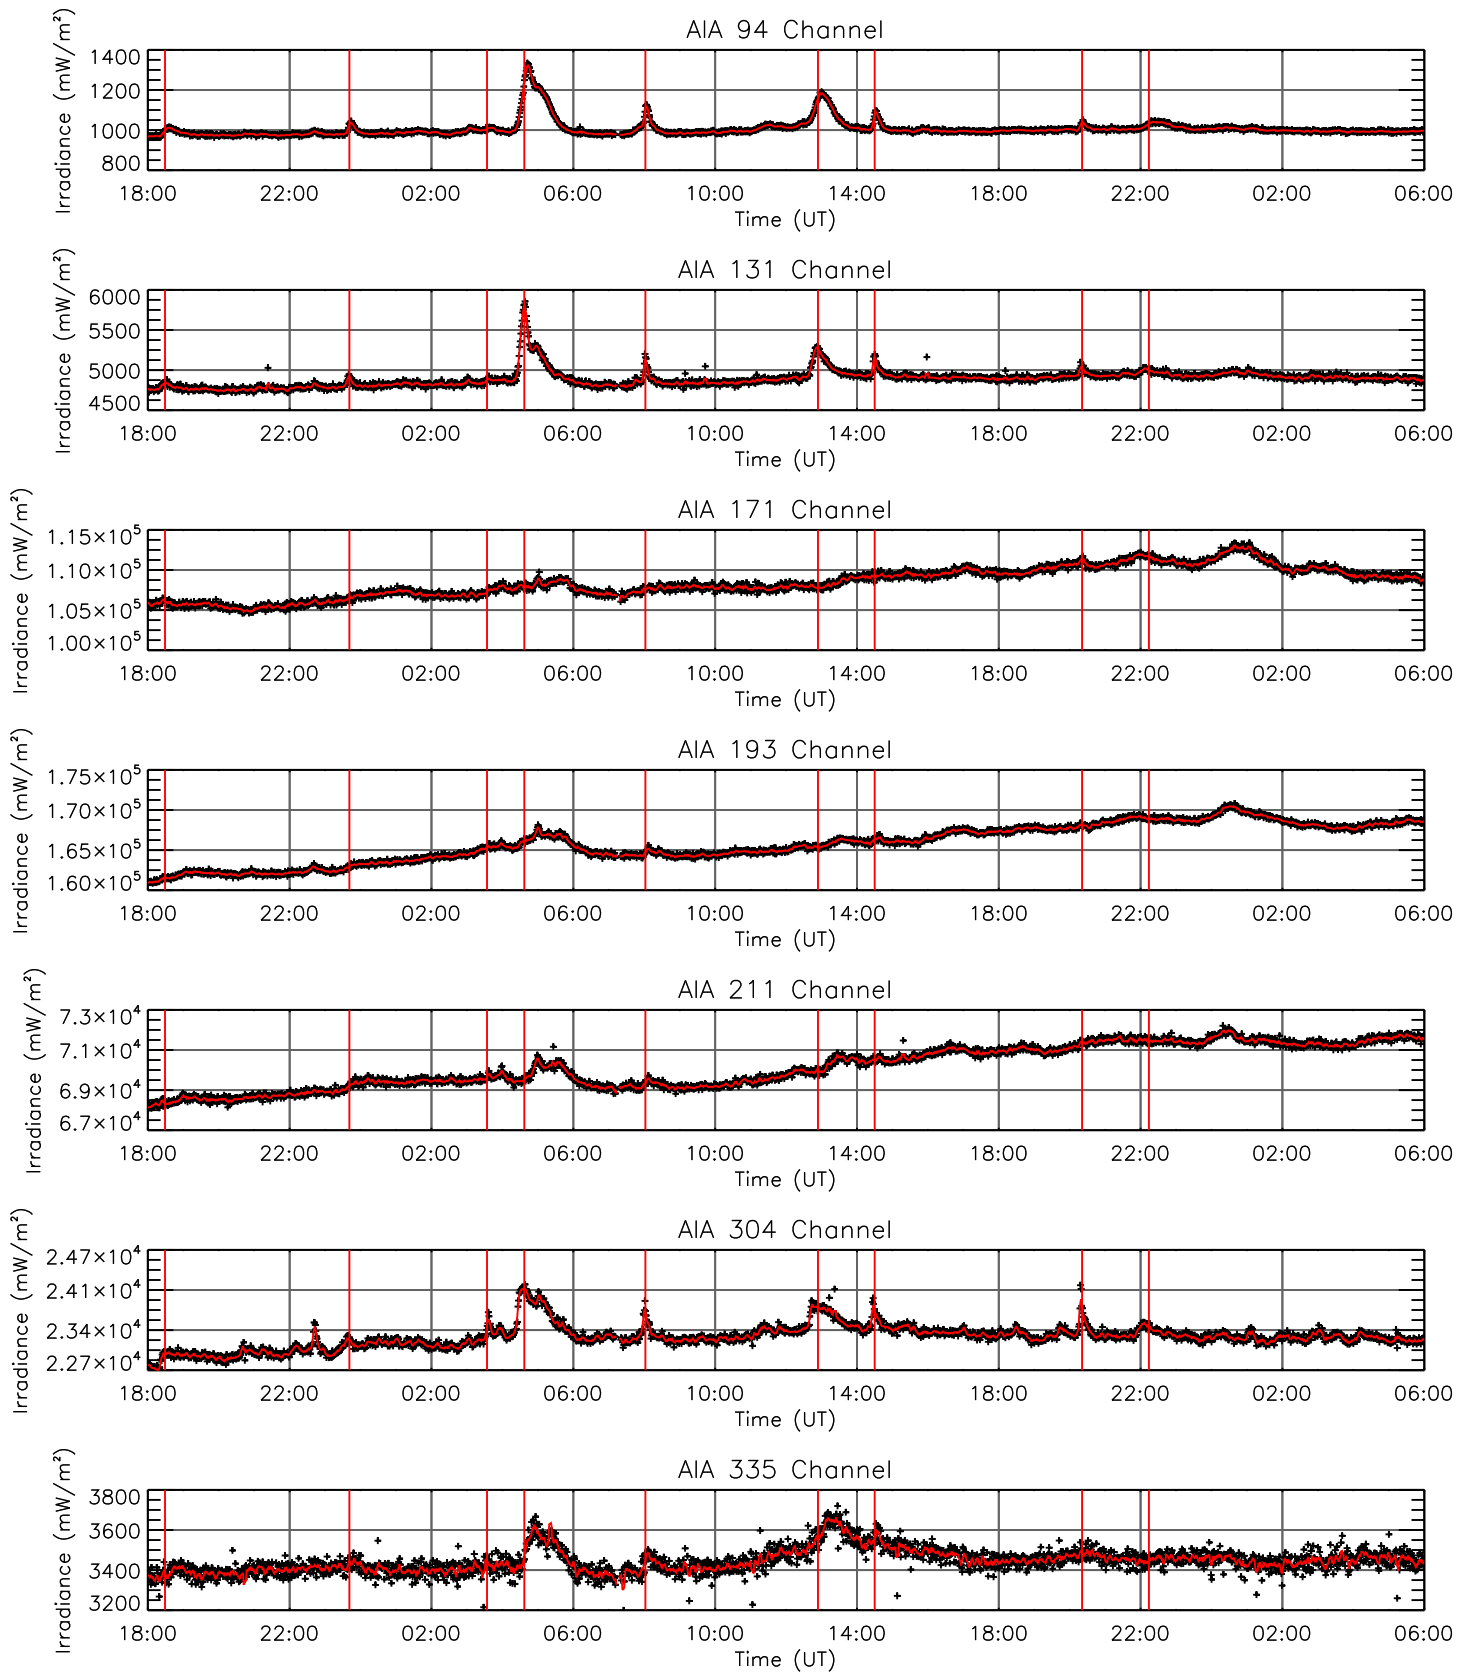 AIA 94 Channel
Irradiance (mW/m²)
1400
1200
1000
800
18:00 22:00 02:00 06:00 10:00 14:00 18:00 22:00 02:00 06:00
Time (UT)
AIA 131 Channel
Irradiance (mW/m²)
6000
5500
5000
4500
18:00 22:00 02:00 06:00 10:00 14:00 18:00 22:00 02:00 06:00
Time (UT)
AIA 171 Channel
Irradiance (mW/m²)
1.15×10⁵
1.10×10⁵
1.05×10⁵
1.00×10⁵
18:00 22:00 02:00 06:00 10:00 14:00 18:00 22:00 02:00 06:00
Time (UT)
AIA 193 Channel
Irradiance (mW/m²)
1.75×10⁵
1.70×10⁵
1.65×10⁵
1.60×10⁵
18:00 22:00 02:00 06:00 10:00 14:00 18:00 22:00 02:00 06:00
Time (UT)
AIA 211 Channel
Irradiance (mW/m²)
7.3×10⁴
7.1×10⁴
6.9×10⁴
6.7×10⁴
18:00 22:00 02:00 06:00 10:00 14:00 18:00 22:00 02:00 06:00
Time (UT)
AIA 304 Channel
Irradiance (mW/m²)
2.47×10⁴
2.41×10⁴
2.34×10⁴
2.27×10⁴
18:00 22:00 02:00 06:00 10:00 14:00 18:00 22:00 02:00 06:00
Time (UT)
AIA 335 Channel
Irradiance (mW/m²)
3800
3600
3400
3200
18:00 22:00 02:00 06:00 10:00 14:00 18:00 22:00 02:00 06:00
Time (UT)